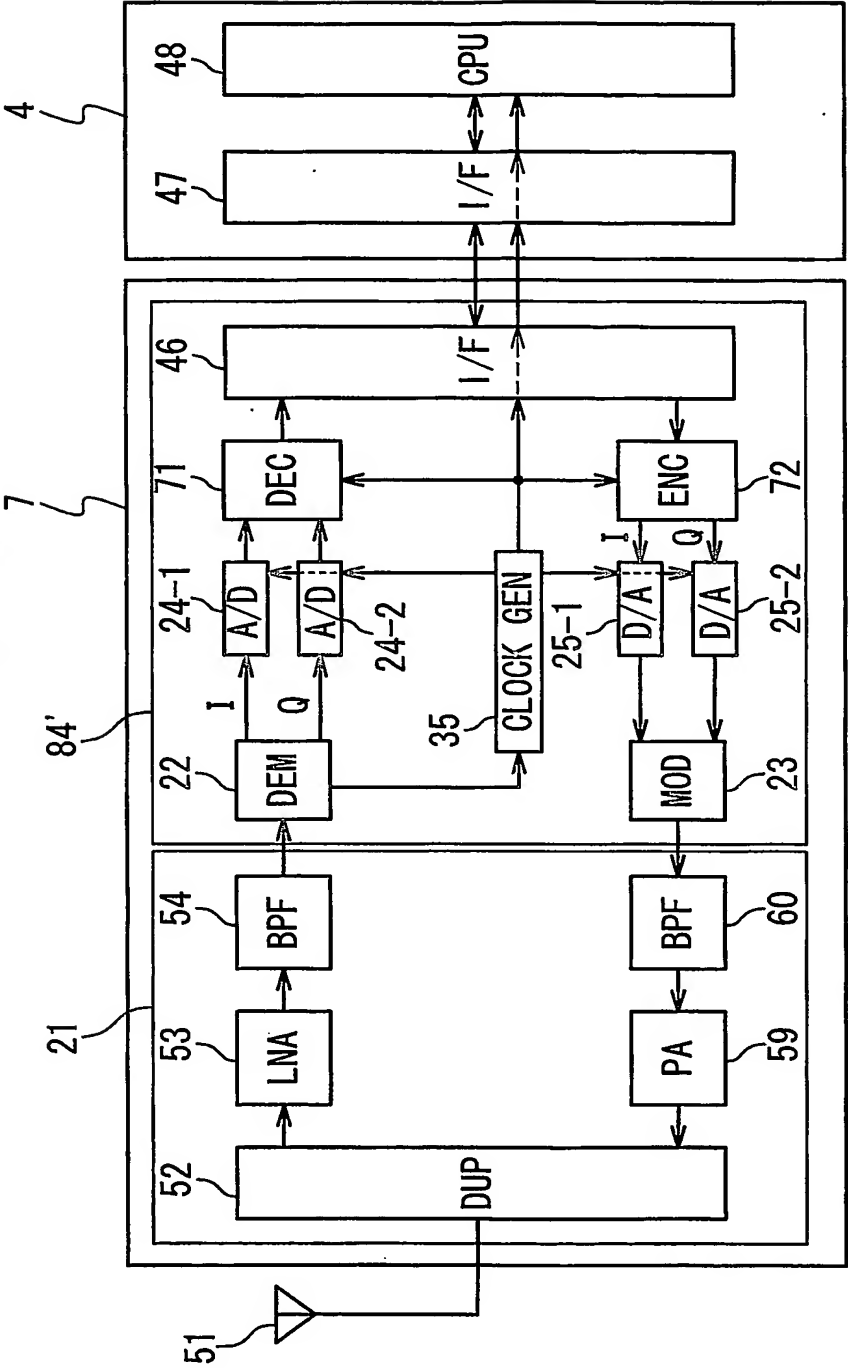 51
7
4
21
84'
52
DUP
53
LNA
54
BPF
22
DEM
I
Q
24-1
A/D
A/D
24-2
71
DEC
46
I/F
47
I/F
48
CPU
35
CLOCK GEN
59
PA
60
BPF
23
MOD
25-1
D/A
D/A
25-2
I
Q
ENC
72